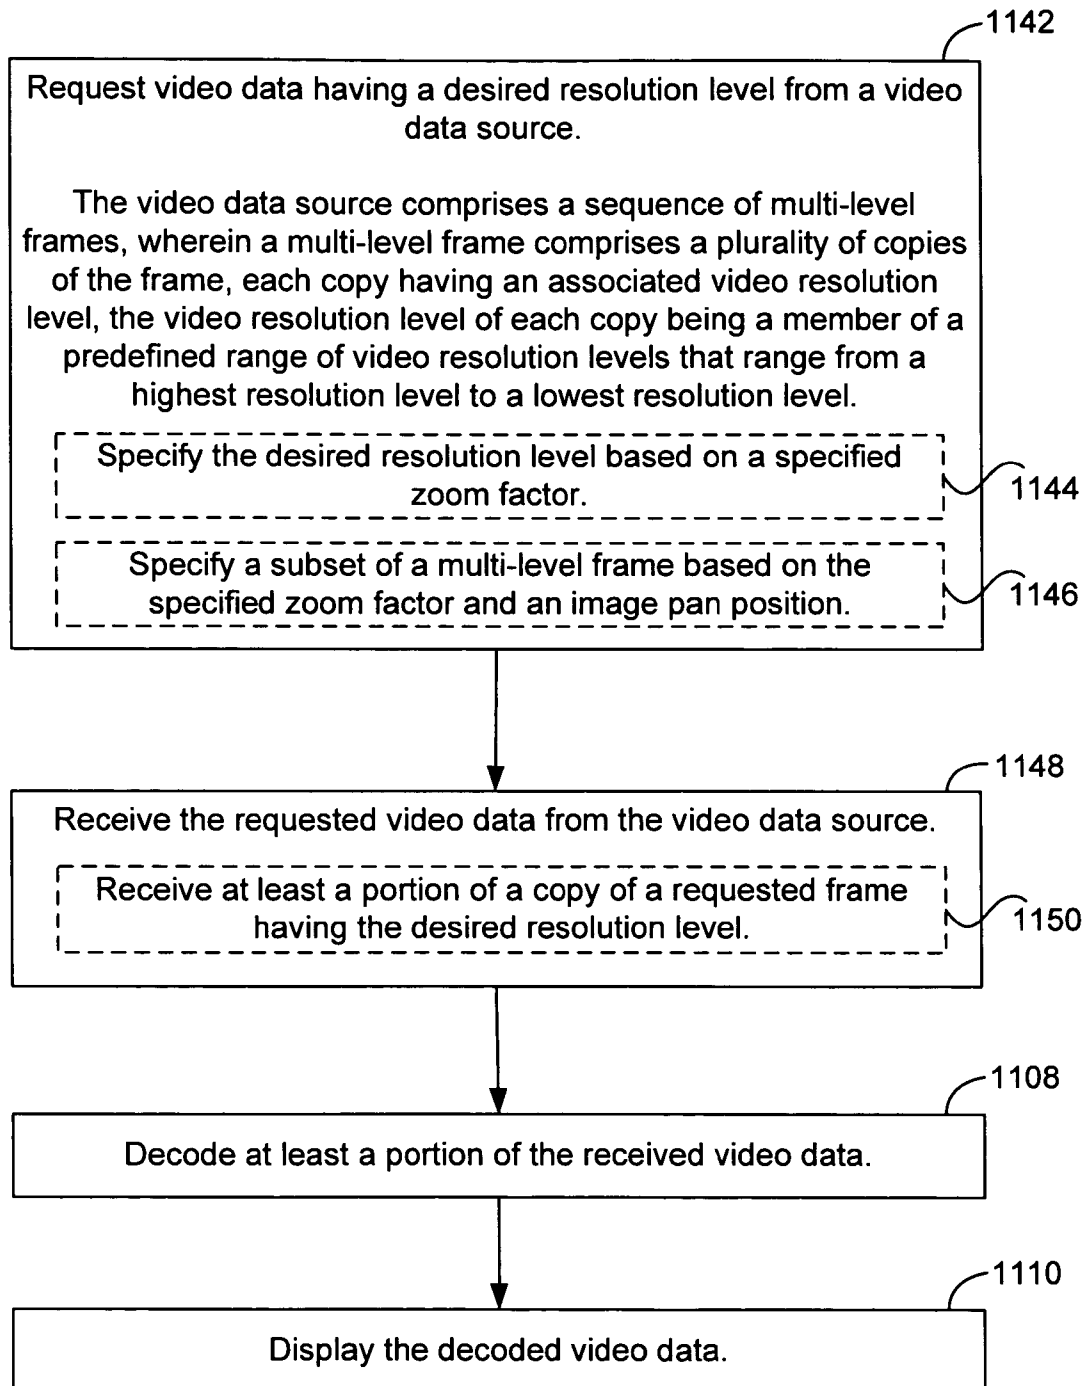 1142
Request video data having a desired resolution level from a video
data source.
The video data source comprises a sequence of multi-level
frames, wherein a multi-level frame comprises a plurality of copies
of the frame, each copy having an associated video resolution
level, the video resolution level of each copy being a member of a
predefined range of video resolution levels that range from a
highest resolution level to a lowest resolution level.
Specify the desired resolution level based on a specified
zoom factor.
1144
Specify a subset of a multi-level frame based on the
specified zoom factor and an image pan position.
1146
1148
Receive the requested video data from the video data source.
Receive at least a portion of a copy of a requested frame
having the desired resolution level.
1150
1108
Decode at least a portion of the received video data.
1110
Display the decoded video data.